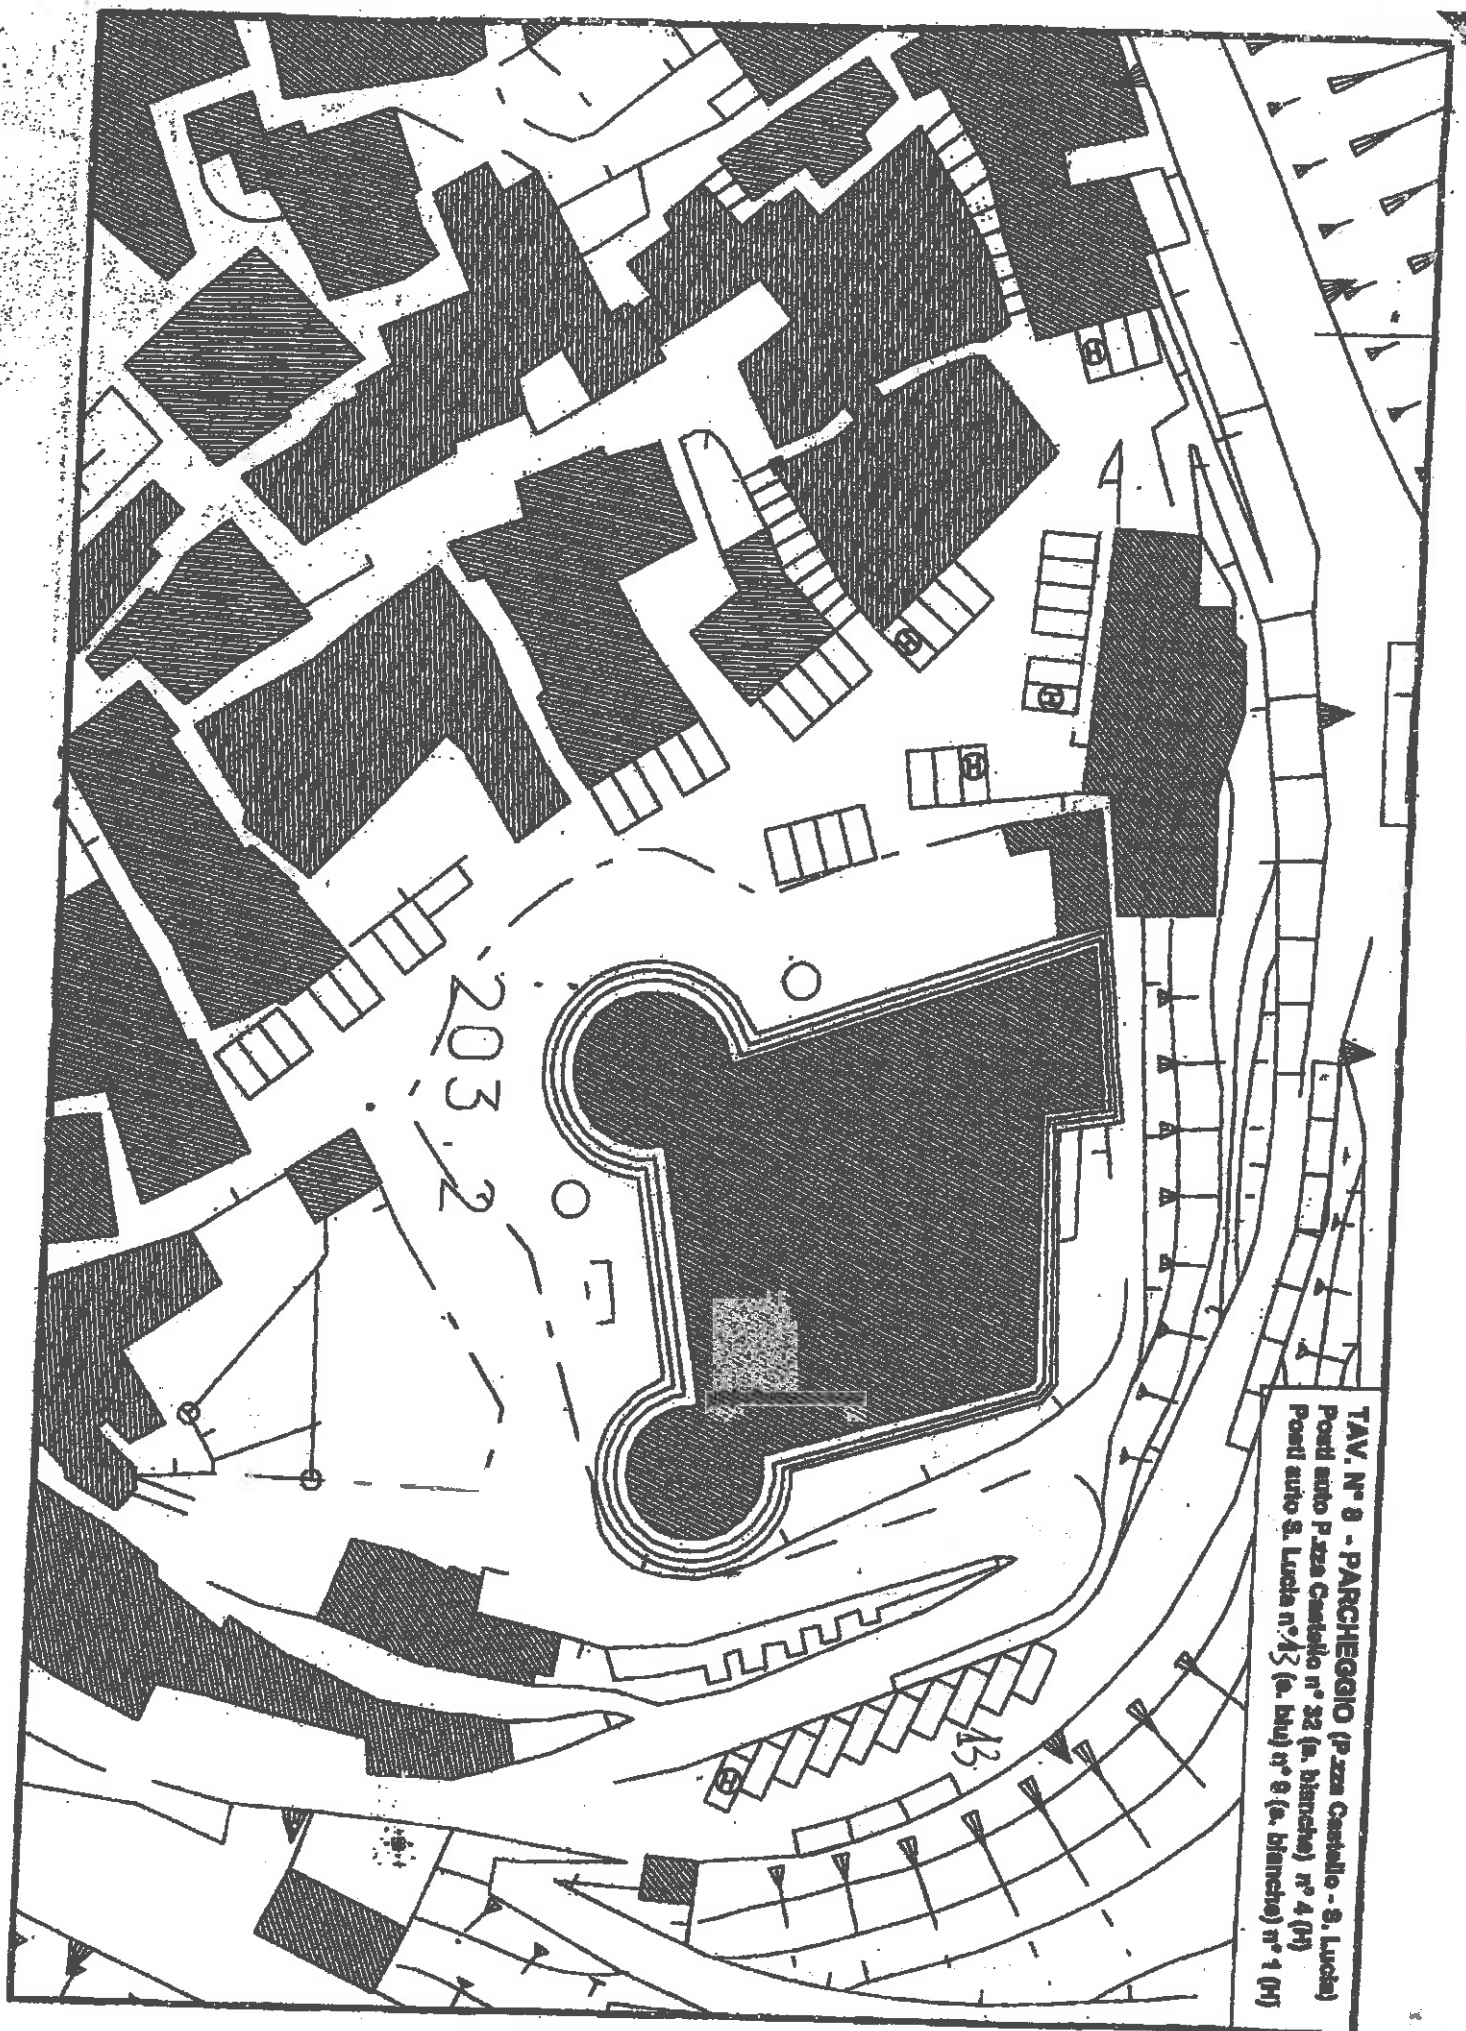 TAV. N° 8 - PARCHEGGIO (P.zza Castello - S. Lucia)
Posti auto P.zza Castello n° 32 (s. bianche) n° 4 (H)
Posti auto S. Lucia n° 13 (s. blu) n° 9 (s. bianche) n° 1 (H)
203 2
13
H
H
H
H
H